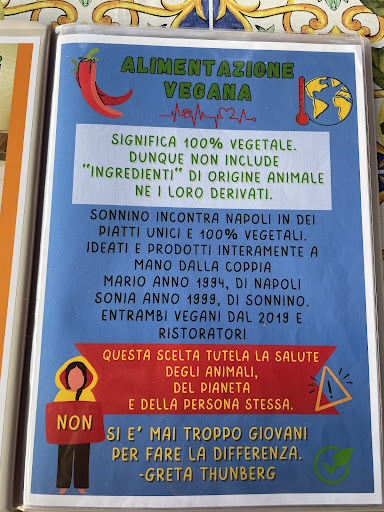 ALIMENTAZIONE
VEGANA
SIGNIFICA 100% VEGETALE.
DUNQUE NON INCLUDE
"INGREDIENTI" DI ORIGINE ANIMALE
NE I LORO DERIVATI.
SONNINO INCONTRA NAPOLI IN DEI
PIATTI UNICI E 100% VEGETALI.
IDEATI E PRODOTTI INTERAMENTE A
MANO DALLA COPPIA
MARIO ANNO 1994, DI NAPOLI
SONIA ANNO 1999, DI SONNINO.
ENTRAMBI VEGANI DAL 2019 E
RISTORATORI
QUESTA SCELTA TUTELA LA SALUTE
DEGLI ANIMALI,
DEL PIANETA
E DELLA PERSONA STESSA.
NON
SI E' MAI TROPPO GIOVANI
PER FARE LA DIFFERENZA.
-GRETA THUNBERG